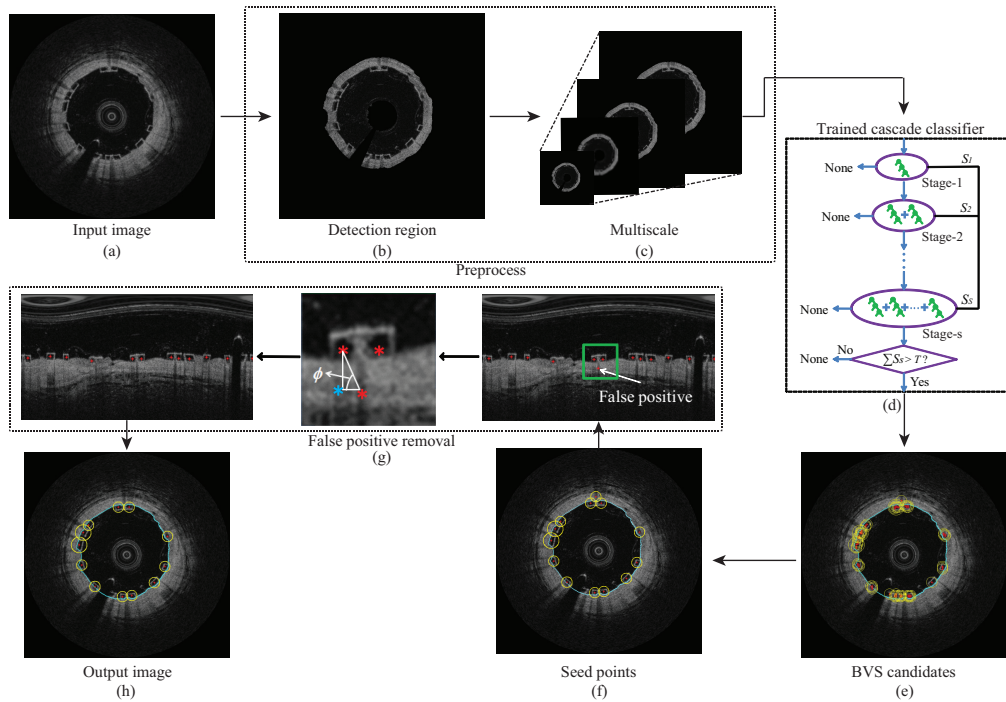 Input image
(a)
Detection region
(b)
Multiscale
(c)
Preprocess
Trained cascade classifier
None
S1
Stage-1
None
S2
Stage-2
None
Ss
Stage-s
None
No
∑Ss > T ?
Yes
(d)
False positive
ϕ
False positive removal
(g)
Output image
(h)
Seed points
(f)
BVS candidates
(e)